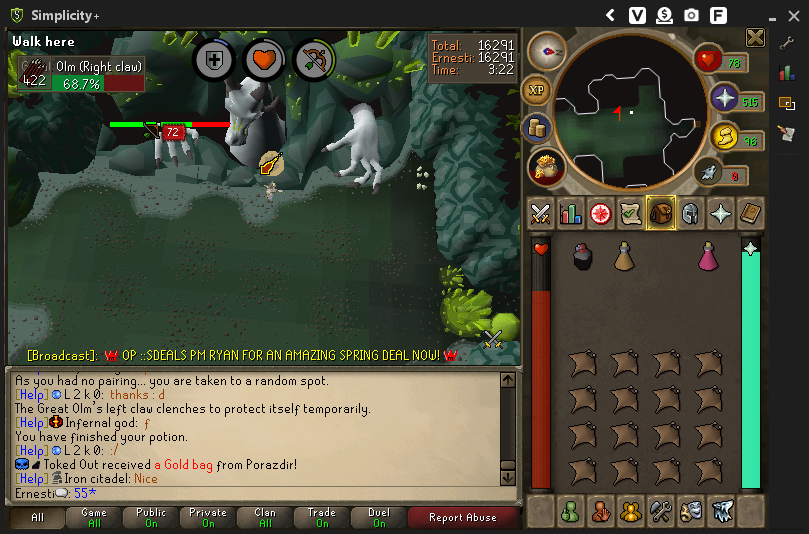 Simplicity+
V
F
Walk here
Great Olm (Right claw)
422
68.7%
Total: 16291
Ernesti: 16291
Time: 3:22
72
78
XP
515
96
0
[Broadcast]: OP ::SDEALS PM RYAN FOR AN AMAZING SPRING DEAL NOW!
As you had no pairing... you are taken to a random spot.
[Help] L 2 k 0: thanks : d
The Great Olm's left claw clenches to protect itself temporarily.
[Help] Infernal god: f
You have finished your potion.
[Help] L 2 k 0: :/
Toked Out received a Gold bag from Porazdir!
[Help] Iron citadel: Nice
Ernesti: 55*
All
Game All
Public On
Private On
Clan All
Trade On
Duel On
Report Abuse